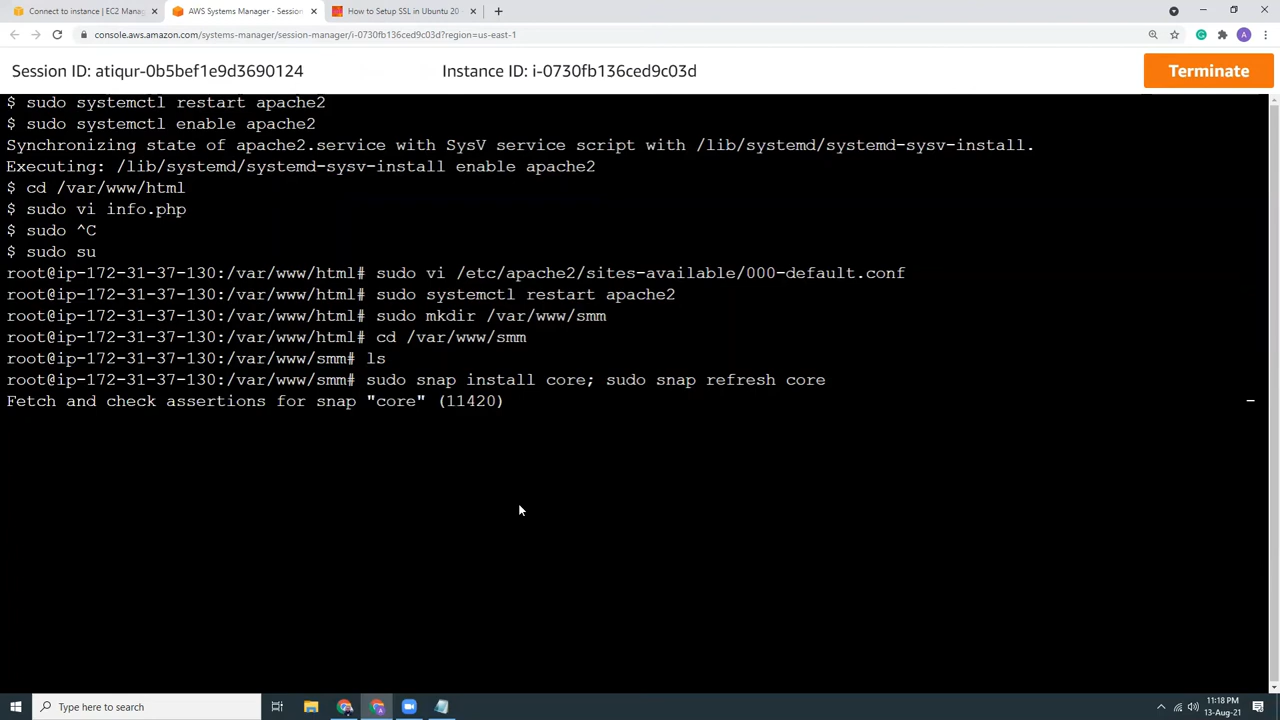 Connect to instance | EC2 Manag
AWS Systems Manager - Session
How to Setup SSL in Ubuntu 20
console.aws.amazon.com/systems-manager/session-manager/i-0730fb136ced9c03d?region=us-east-1
A
Session ID: atiqur-0b5bef1e9d3690124
Instance ID: i-0730fb136ced9c03d
Terminate
$ sudo systemctl restart apache2
$ sudo systemctl enable apache2
Synchronizing state of apache2.service with SysV service script with /lib/systemd/systemd-sysv-install.
Executing: /lib/systemd/systemd-sysv-install enable apache2
$ cd /var/www/html
$ sudo vi info.php
$ sudo ^C
$ sudo su
root@ip-172-31-37-130:/var/www/html# sudo vi /etc/apache2/sites-available/000-default.conf
root@ip-172-31-37-130:/var/www/html# sudo systemctl restart apache2
root@ip-172-31-37-130:/var/www/html# sudo mkdir /var/www/smm
root@ip-172-31-37-130:/var/www/html# cd /var/www/smm
root@ip-172-31-37-130:/var/www/smm# ls
root@ip-172-31-37-130:/var/www/smm# sudo snap install core; sudo snap refresh core
Fetch and check assertions for snap "core" (11420) -
Type here to search
11:18 PM
13-Aug-21